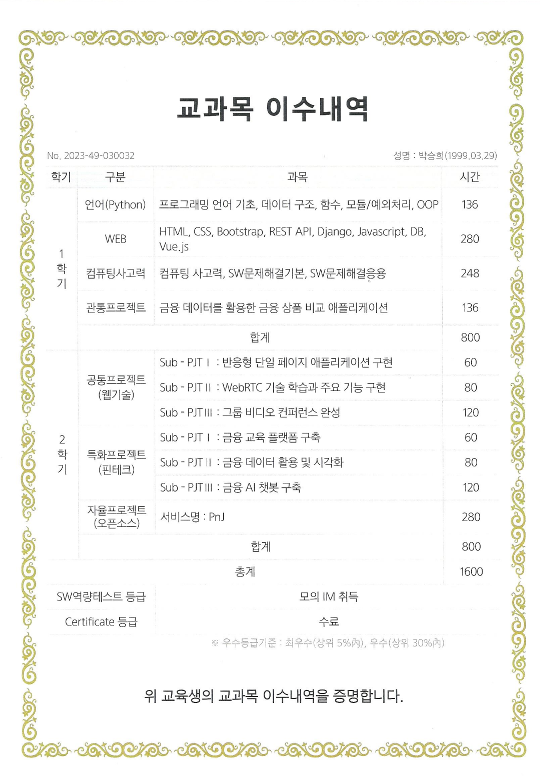 교과목 이수내역
No. 2023-49-030032
성명 : 박승희(1999.03.29)
학기 구분 과목 시간
1학기
언어(Python) 프로그래밍 언어 기초, 데이터 구조, 함수, 모듈/예외처리, OOP 136
WEB HTML, CSS, Bootstrap, REST API, Django, Javascript, DB,
Vue.js 280
컴퓨팅사고력 컴퓨팅 사고력, SW문제해결기본, SW문제해결응용 248
관통프로젝트 금융 데이터를 활용한 금융 상품 비교 애플리케이션 136
합계 800
2학기
공통프로젝트
(웹기술)
Sub - PJT Ⅰ : 반응형 단일 페이지 애플리케이션 구현 60
Sub - PJT Ⅱ : WebRTC 기술 학습과 주요 기능 구현 80
Sub - PJT Ⅲ : 그룹 비디오 컨퍼런스 완성 120
특화프로젝트
(핀테크)
Sub - PJT Ⅰ : 금융 교육 플랫폼 구축 60
Sub - PJT Ⅱ : 금융 데이터 활용 및 시각화 80
Sub - PJT Ⅲ : 금융 AI 챗봇 구축 120
자율프로젝트
(오픈소스)
서비스명 : PnJ 280
합계 800
총계 1600
SW역량테스트 등급 모의 IM 취득
Certificate 등급 수료
※ 우수등급기준 : 최우수(상위 5%內), 우수(상위 30%內)
위 교육생의 교과목 이수내역을 증명합니다.